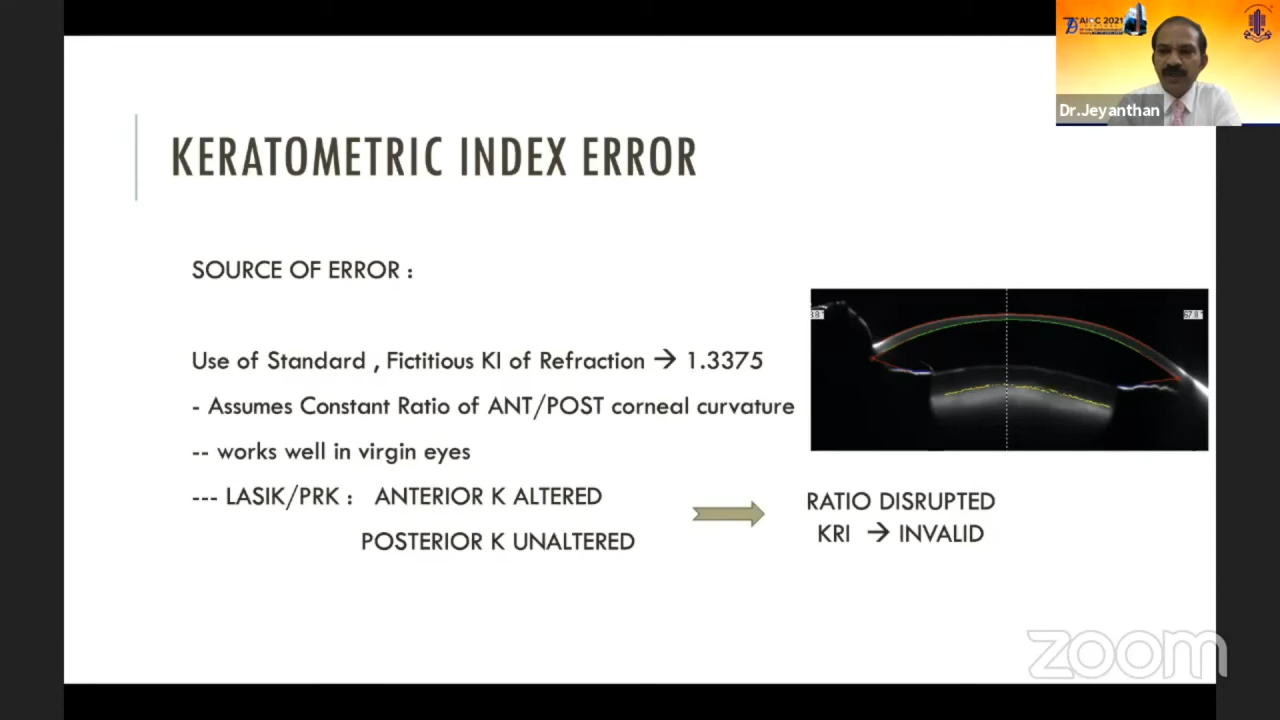 AIOC 2021
Dr.Jeyanthan
KERATOMETRIC INDEX ERROR
SOURCE OF ERROR :
Use of Standard , Fictitious KI of Refraction → 1.3375
- Assumes Constant Ratio of ANT/POST corneal curvature
-- works well in virgin eyes
--- LASIK/PRK : ANTERIOR K ALTERED
POSTERIOR K UNALTERED
RATIO DISRUPTED
KRI → INVALID
zoom